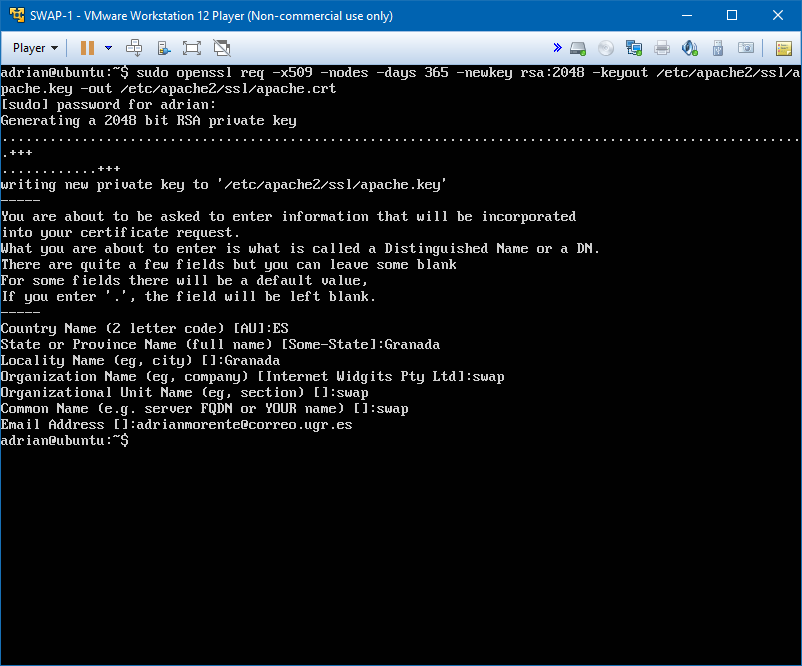 SWAP-1 - VMware Workstation 12 Player (Non-commercial use only)
Player
adrian@ubuntu:~$ sudo openssl req -x509 -nodes -days 365 -newkey rsa:2048 -keyout /etc/apache2/ssl/a
pache.key -out /etc/apache2/ssl/apache.crt
[sudo] password for adrian:
Generating a 2048 bit RSA private key
....................................................................................................
.+++
............+++
writing new private key to '/etc/apache2/ssl/apache.key'
-----
You are about to be asked to enter information that will be incorporated
into your certificate request.
What you are about to enter is what is called a Distinguished Name or a DN.
There are quite a few fields but you can leave some blank
For some fields there will be a default value,
If you enter '.', the field will be left blank.
-----
Country Name (2 letter code) [AU]:ES
State or Province Name (full name) [Some-State]:Granada
Locality Name (eg, city) []:Granada
Organization Name (eg, company) [Internet Widgits Pty Ltd]:swap
Organizational Unit Name (eg, section) []:swap
Common Name (e.g. server FQDN or YOUR name) []:swap
Email Address []:adrianmorente@correo.ugr.es
adrian@ubuntu:~$